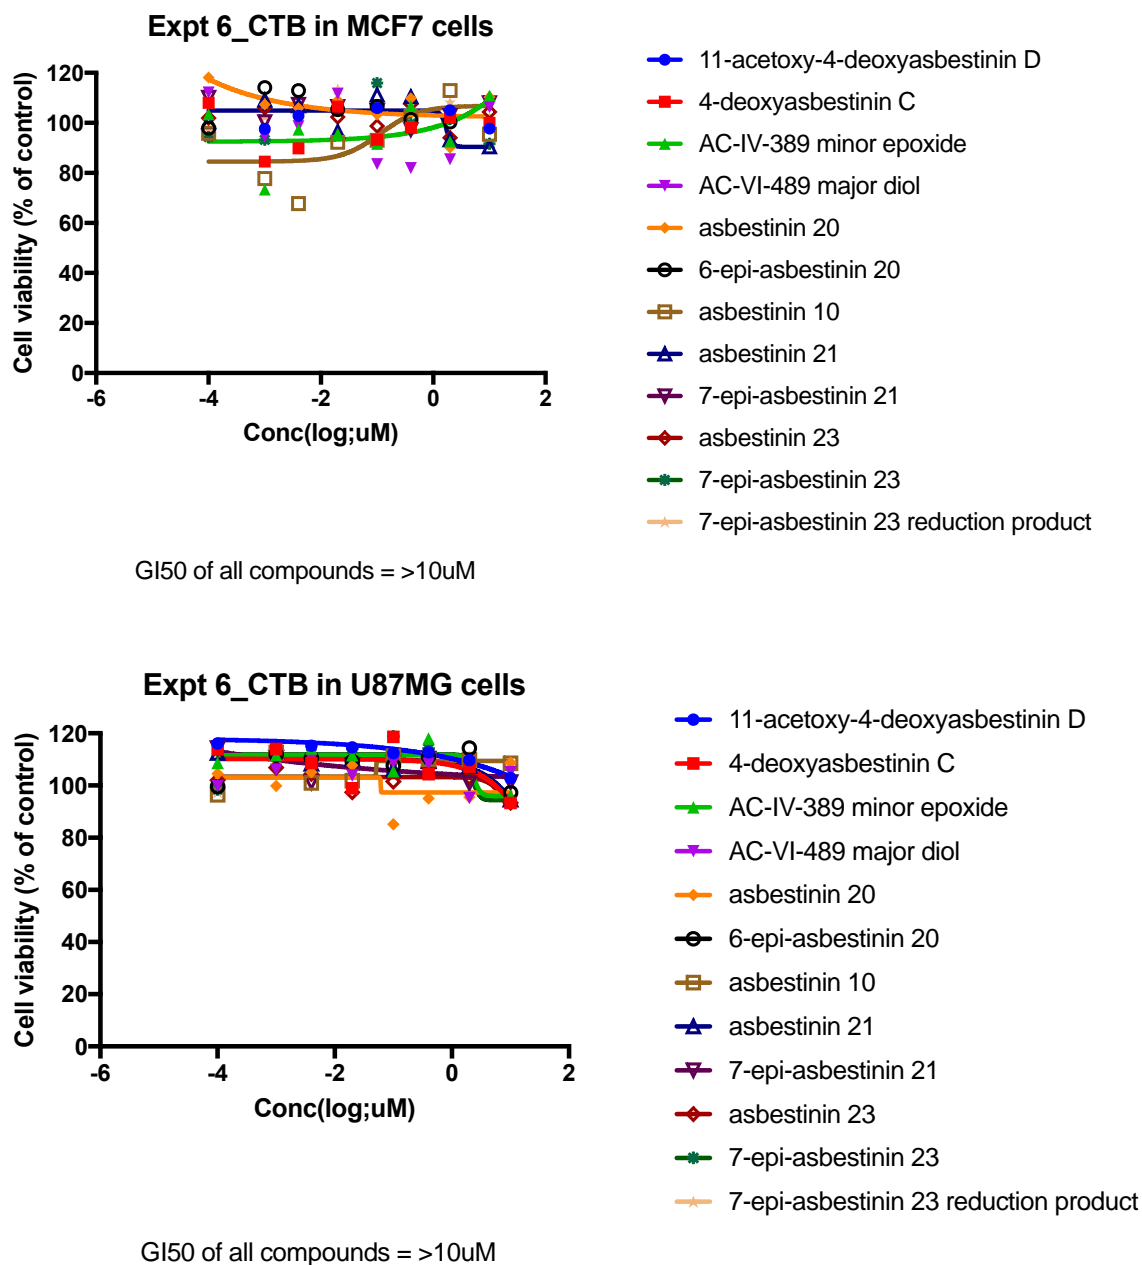 Expt 6_CTB in MCF7 cells
Cell viability (% of control)
120
100
80
60
40
20
0
-6 -4 -2 0 2
Conc(log;uM)
11-acetoxy-4-deoxyasbestinin D
4-deoxyasbestinin C
AC-IV-389 minor epoxide
AC-VI-489 major diol
asbestinin 20
6-epi-asbestinin 20
asbestinin 10
asbestinin 21
7-epi-asbestinin 21
asbestinin 23
7-epi-asbestinin 23
7-epi-asbestinin 23 reduction product
GI50 of all compounds = >10uM
Expt 6_CTB in U87MG cells
Cell viability (% of control)
120
100
80
60
40
20
0
-6 -4 -2 0 2
Conc(log;uM)
11-acetoxy-4-deoxyasbestinin D
4-deoxyasbestinin C
AC-IV-389 minor epoxide
AC-VI-489 major diol
asbestinin 20
6-epi-asbestinin 20
asbestinin 10
asbestinin 21
7-epi-asbestinin 21
asbestinin 23
7-epi-asbestinin 23
7-epi-asbestinin 23 reduction product
GI50 of all compounds = >10uM